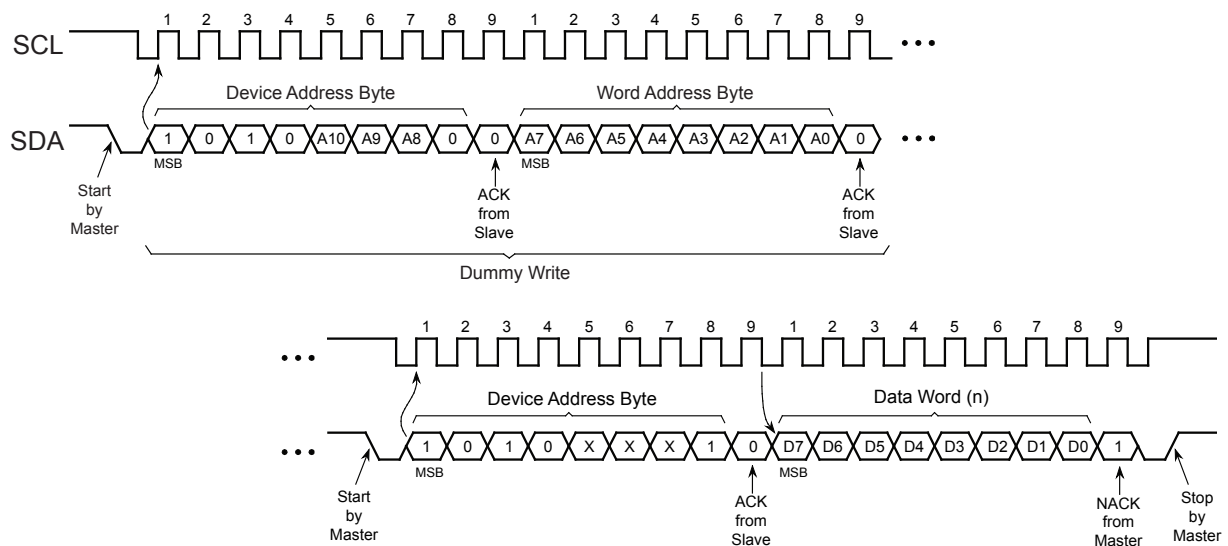 1 2 3 4 5 6 7 8 9 1 2 3 4 5 6 7 8 9
SCL
Device Address Byte Word Address Byte
SDA 1 0 1 0 A10 A9 A8 0 0 A7 A6 A5 A4 A3 A2 A1 A0 0
MSB MSB
Start
by
Master
ACK
from
Slave
ACK
from
Slave
Dummy Write
1 2 3 4 5 6 7 8 9 1 2 3 4 5 6 7 8 9
Device Address Byte Data Word (n)
1 0 1 0 X X X 1 0 D7 D6 D5 D4 D3 D2 D1 D0 1
MSB MSB
Start
by
Master
ACK
from
Slave
NACK
from
Master
Stop
by
Master